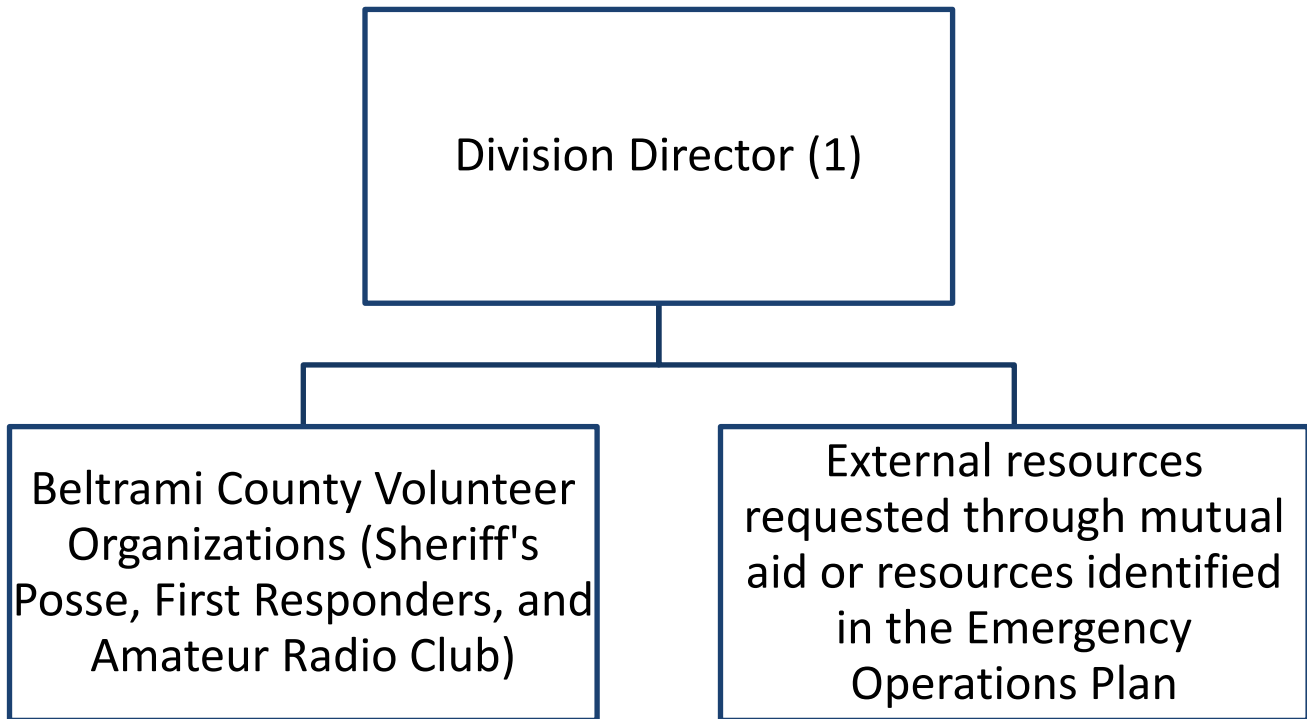 Division Director (1)
Beltrami County Volunteer
Organizations (Sheriff's
Posse, First Responders, and
Amateur Radio Club)
External resources
requested through mutual
aid or resources identified
in the Emergency
Operations Plan